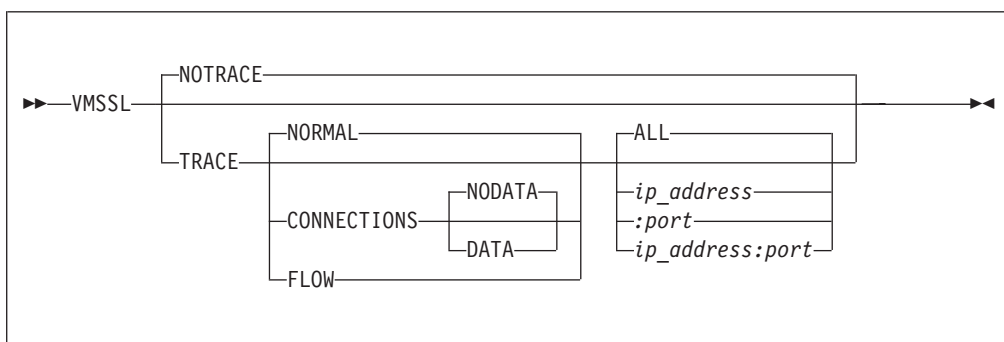 NOTRACE
VMSSL
NORMAL ALL
TRACE
NODATA ip_address
CONNECTIONS :port
DATA ip_address:port
FLOW